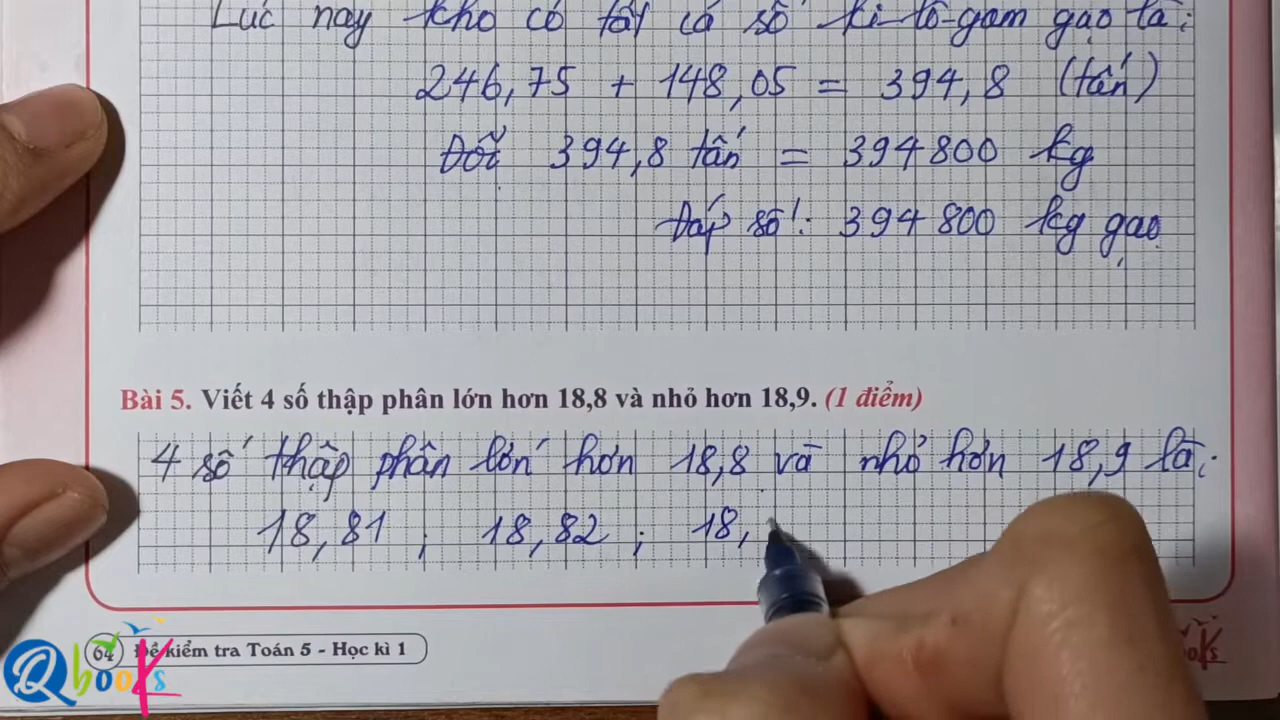 Lúc này kho có tất cả số ki-lô-gam gạo là:
246,75 + 148,05 = 394,8 (tấn)
Đổi 394,8 tấn = 394 800 kg
Đáp số: 394 800 kg gạo
Bài 5. Viết 4 số thập phân lớn hơn 18,8 và nhỏ hơn 18,9. (1 điểm)
4 số thập phân lớn hơn 18,8 và nhỏ hơn 18,9 là:
18,81 ; 18,82 ; 18,
64 Đề kiểm tra Toán 5 - Học kì 1
Qbooks